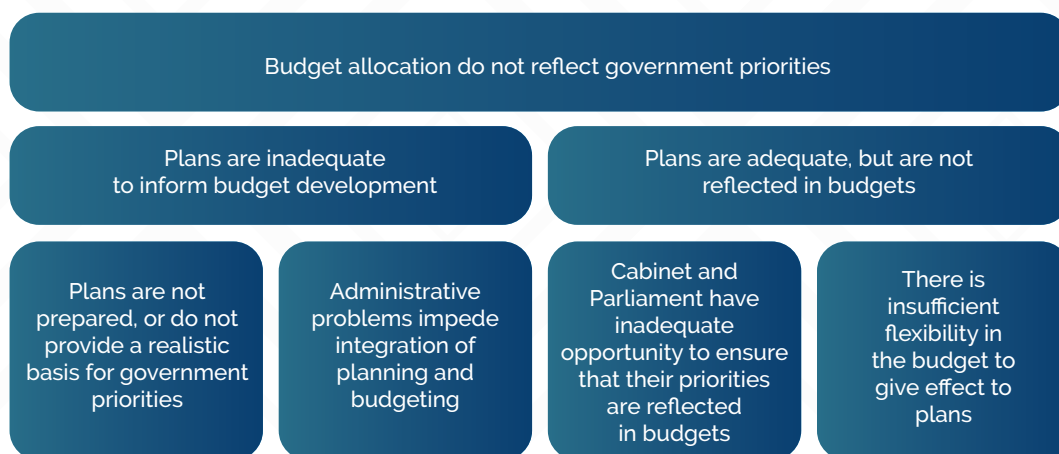 Budget allocation do not reflect government priorities
Plans are inadequate
to inform budget development
Plans are adequate, but are not
reflected in budgets
Plans are not
prepared, or do not
provide a realistic
basis for government
priorities
Administrative
problems impede
integration of
planning and
budgeting
Cabinet and
Parliament have
inadequate
opportunity to ensure
that their priorities
are reflected
in budgets
There is
insufficient
flexibility in
the budget to
give effect to
plans